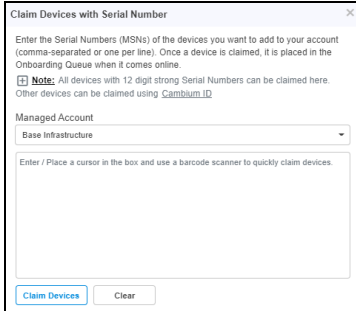 Claim Devices with Serial Number
Enter the Serial Numbers (MSNs) of the devices you want to add to your account
(comma-separated or one per line). Once a device is claimed, it is placed in the
Onboarding Queue when it comes online.
Note: All devices with 12 digit strong Serial Numbers can be claimed here.
Other devices can be claimed using Cambium ID
Managed Account
Base Infrastructure
Enter / Place a cursor in the box and use a barcode scanner to quickly claim devices.
Claim Devices Clear